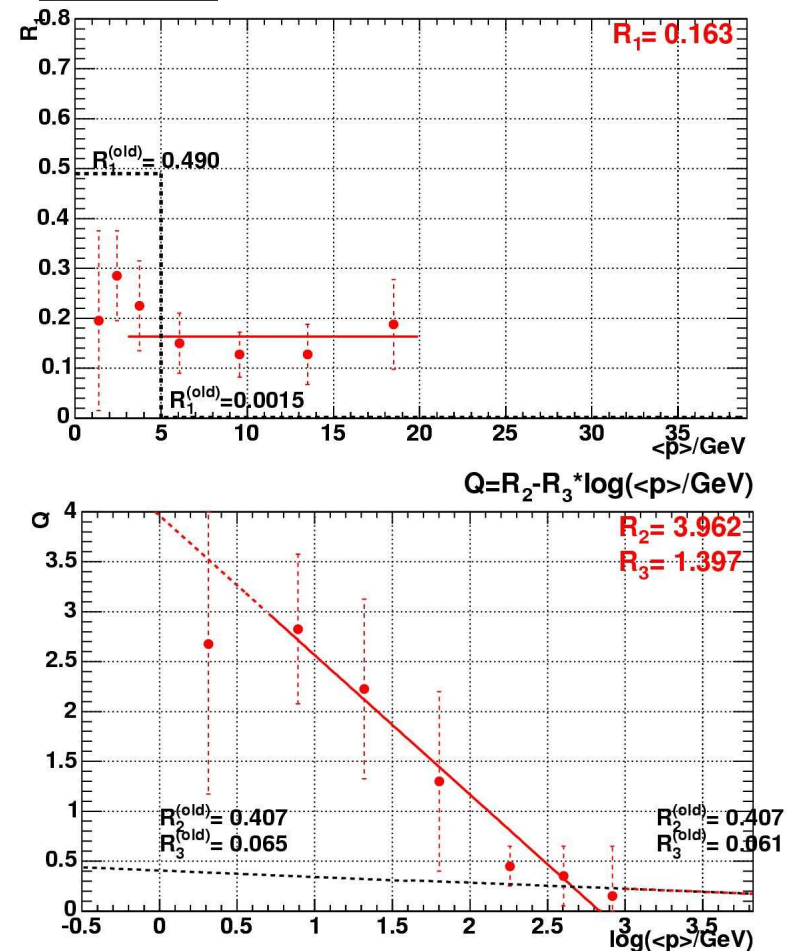 R1
R1= 0.163
0.8
0.7
0.6
0.5
0.4
0.3
0.2
0.1
0
R1(old)= 0.490
R1(old)=0.0015
0 5 10 15 20 25 30 35
<p>/GeV
Q=R2-R3*log(<p>/GeV)
Q
R2= 3.962
R3= 1.397
4
3.5
3
2.5
2
1.5
1
0.5
0
R2(old)= 0.407
R3(old)= 0.065
R2(old)= 0.407
R3(old)= 0.061
-0.5 0 0.5 1 1.5 2 2.5 3 3.5
log(<p>/GeV)